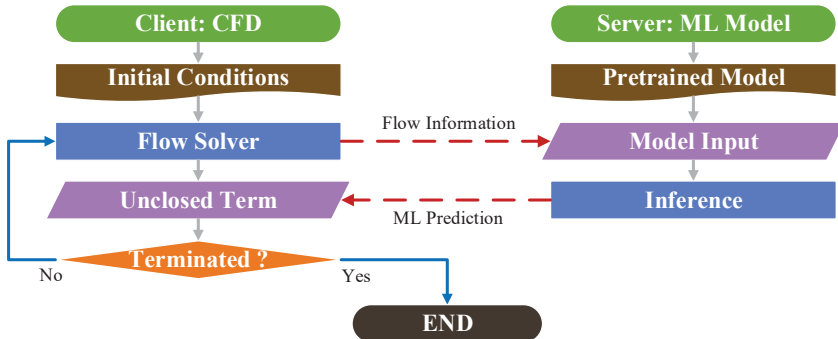 Client: CFD
Server: ML Model
Initial Conditions
Pretrained Model
Flow Solver
Flow Information
Model Input
Unclosed Term
ML Prediction
Inference
Terminated ?
No
Yes
END